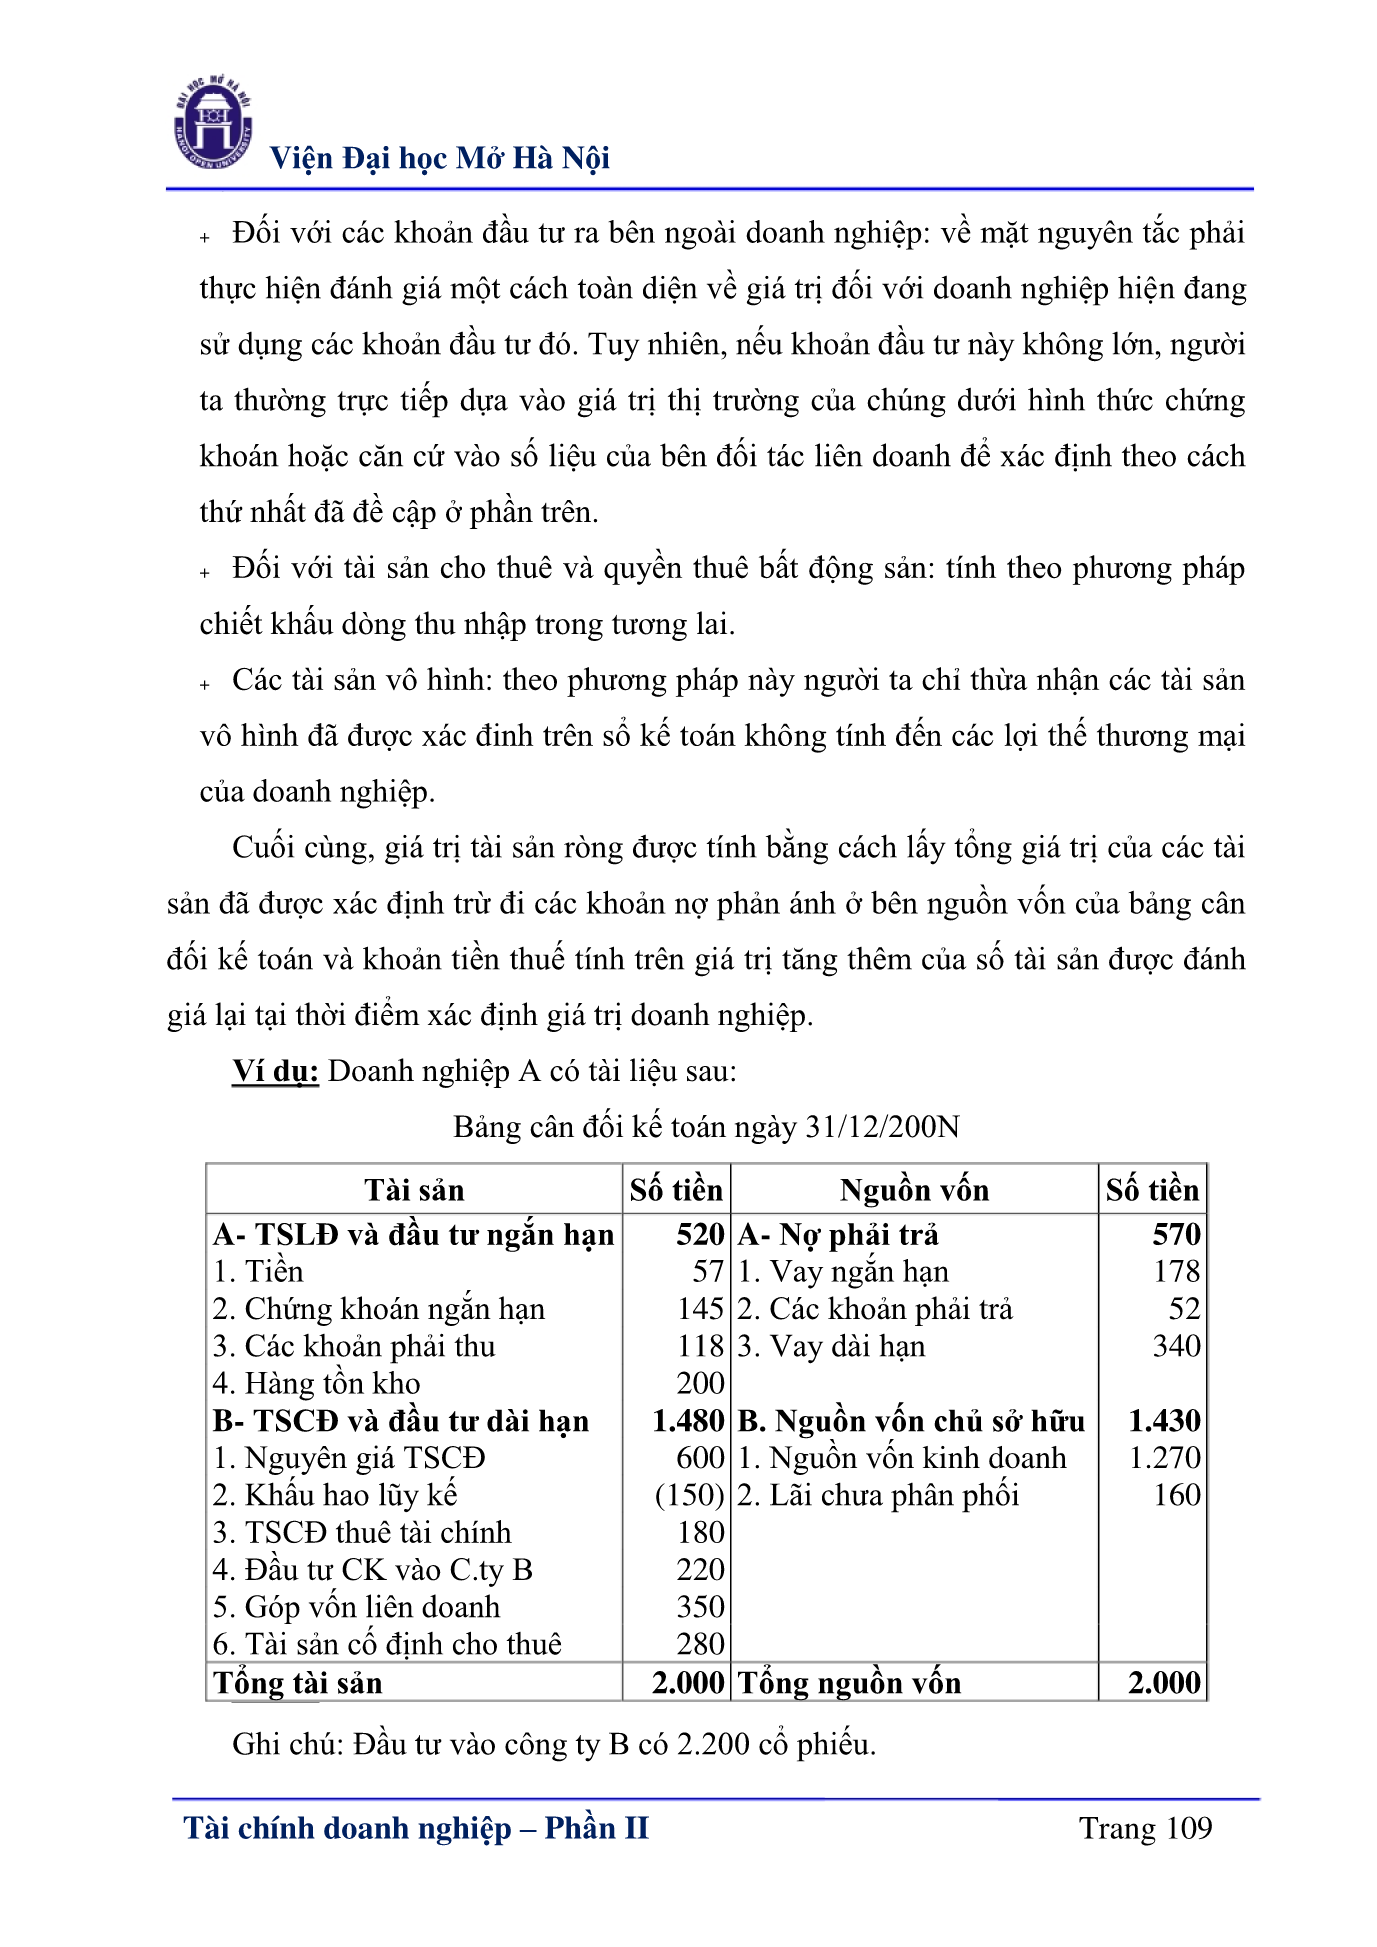 ĐẠI HỌC MỞ HÀ NỘI
HANOI OPEN UNIVERSITY
Viện Đại học Mở Hà Nội
+ Đối với các khoản đầu tư ra bên ngoài doanh nghiệp: về mặt nguyên tắc phải
thực hiện đánh giá một cách toàn diện về giá trị đối với doanh nghiệp hiện đang
sử dụng các khoản đầu tư đó. Tuy nhiên, nếu khoản đầu tư này không lớn, người
ta thường trực tiếp dựa vào giá trị thị trường của chúng dưới hình thức chứng
khoán hoặc căn cứ vào số liệu của bên đối tác liên doanh để xác định theo cách
thứ nhất đã đề cập ở phần trên.
+ Đối với tài sản cho thuê và quyền thuê bất động sản: tính theo phương pháp
chiết khấu dòng thu nhập trong tương lai.
+ Các tài sản vô hình: theo phương pháp này người ta chỉ thừa nhận các tài sản
vô hình đã được xác đinh trên sổ kế toán không tính đến các lợi thế thương mại
của doanh nghiệp.
Cuối cùng, giá trị tài sản ròng được tính bằng cách lấy tổng giá trị của các tài
sản đã được xác định trừ đi các khoản nợ phản ánh ở bên nguồn vốn của bảng cân
đối kế toán và khoản tiền thuế tính trên giá trị tăng thêm của số tài sản được đánh
giá lại tại thời điểm xác định giá trị doanh nghiệp.
Ví dụ: Doanh nghiệp A có tài liệu sau:
Bảng cân đối kế toán ngày 31/12/200N
Tài sản Số tiền Nguồn vốn Số tiền
A- TSLĐ và đầu tư ngắn hạn 520 A- Nợ phải trả 570
1. Tiền 57 1. Vay ngắn hạn 178
2. Chứng khoán ngắn hạn 145 2. Các khoản phải trả 52
3. Các khoản phải thu 118 3. Vay dài hạn 340
4. Hàng tồn kho 200
B- TSCĐ và đầu tư dài hạn 1.480 B. Nguồn vốn chủ sở hữu 1.430
1. Nguyên giá TSCĐ 600 1. Nguồn vốn kinh doanh 1.270
2. Khấu hao lũy kế (150) 2. Lãi chưa phân phối 160
3. TSCĐ thuê tài chính 180
4. Đầu tư CK vào C.ty B 220
5. Góp vốn liên doanh 350
6. Tài sản cố định cho thuê 280
Tổng tài sản 2.000 Tổng nguồn vốn 2.000
Ghi chú: Đầu tư vào công ty B có 2.200 cổ phiếu.
Tài chính doanh nghiệp – Phần II Trang 109